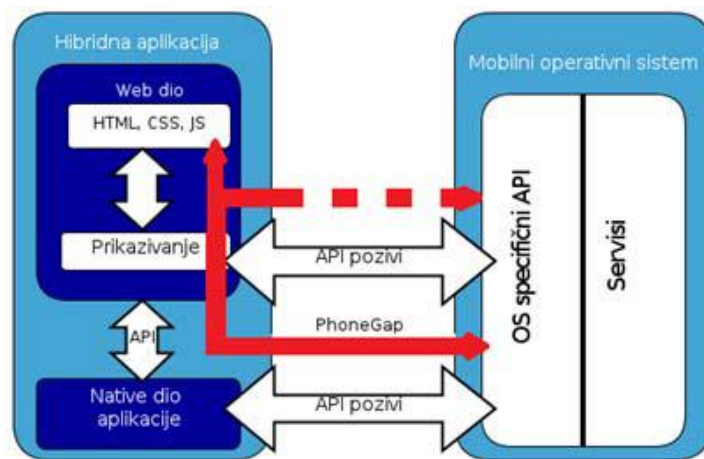 Hibridna aplikacija
Web dio
HTML, CSS, JS
Prikazivanje
API
Native dio
aplikacije
API pozivi
PhoneGap
API pozivi
Mobilni operativni sistem
OS specifični API
Servisi